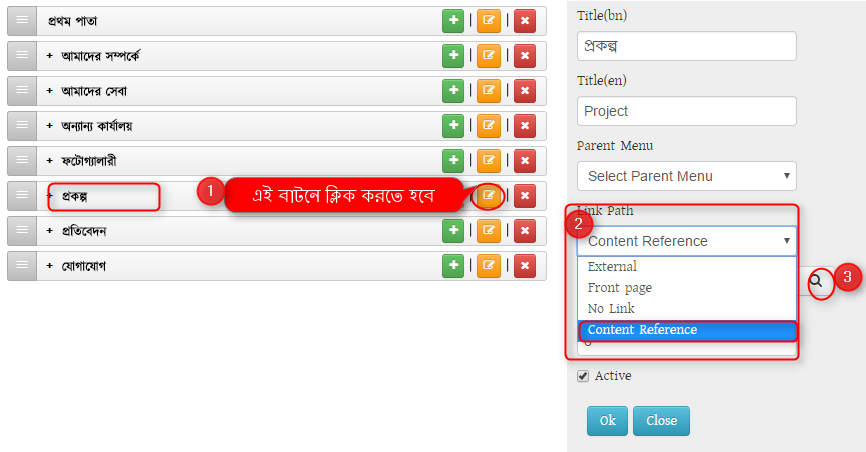 প্রথম পাতা
+ আমাদের সম্পর্কে
+ আমাদের সেবা
+ অন্যান্য কার্যালয়
+ ফটোগ্যালারী
+ প্রকল্প
1 এই বাটনে ক্লিক করতে হবে
+ প্রতিবেদন
+ যোগাযোগ
Title(bn)
প্রকল্প
Title(en)
Project
Parent Menu
Select Parent Menu
Link Path
2
Content Reference
External
Front page
No Link
Content Reference
3
Active
Ok Close